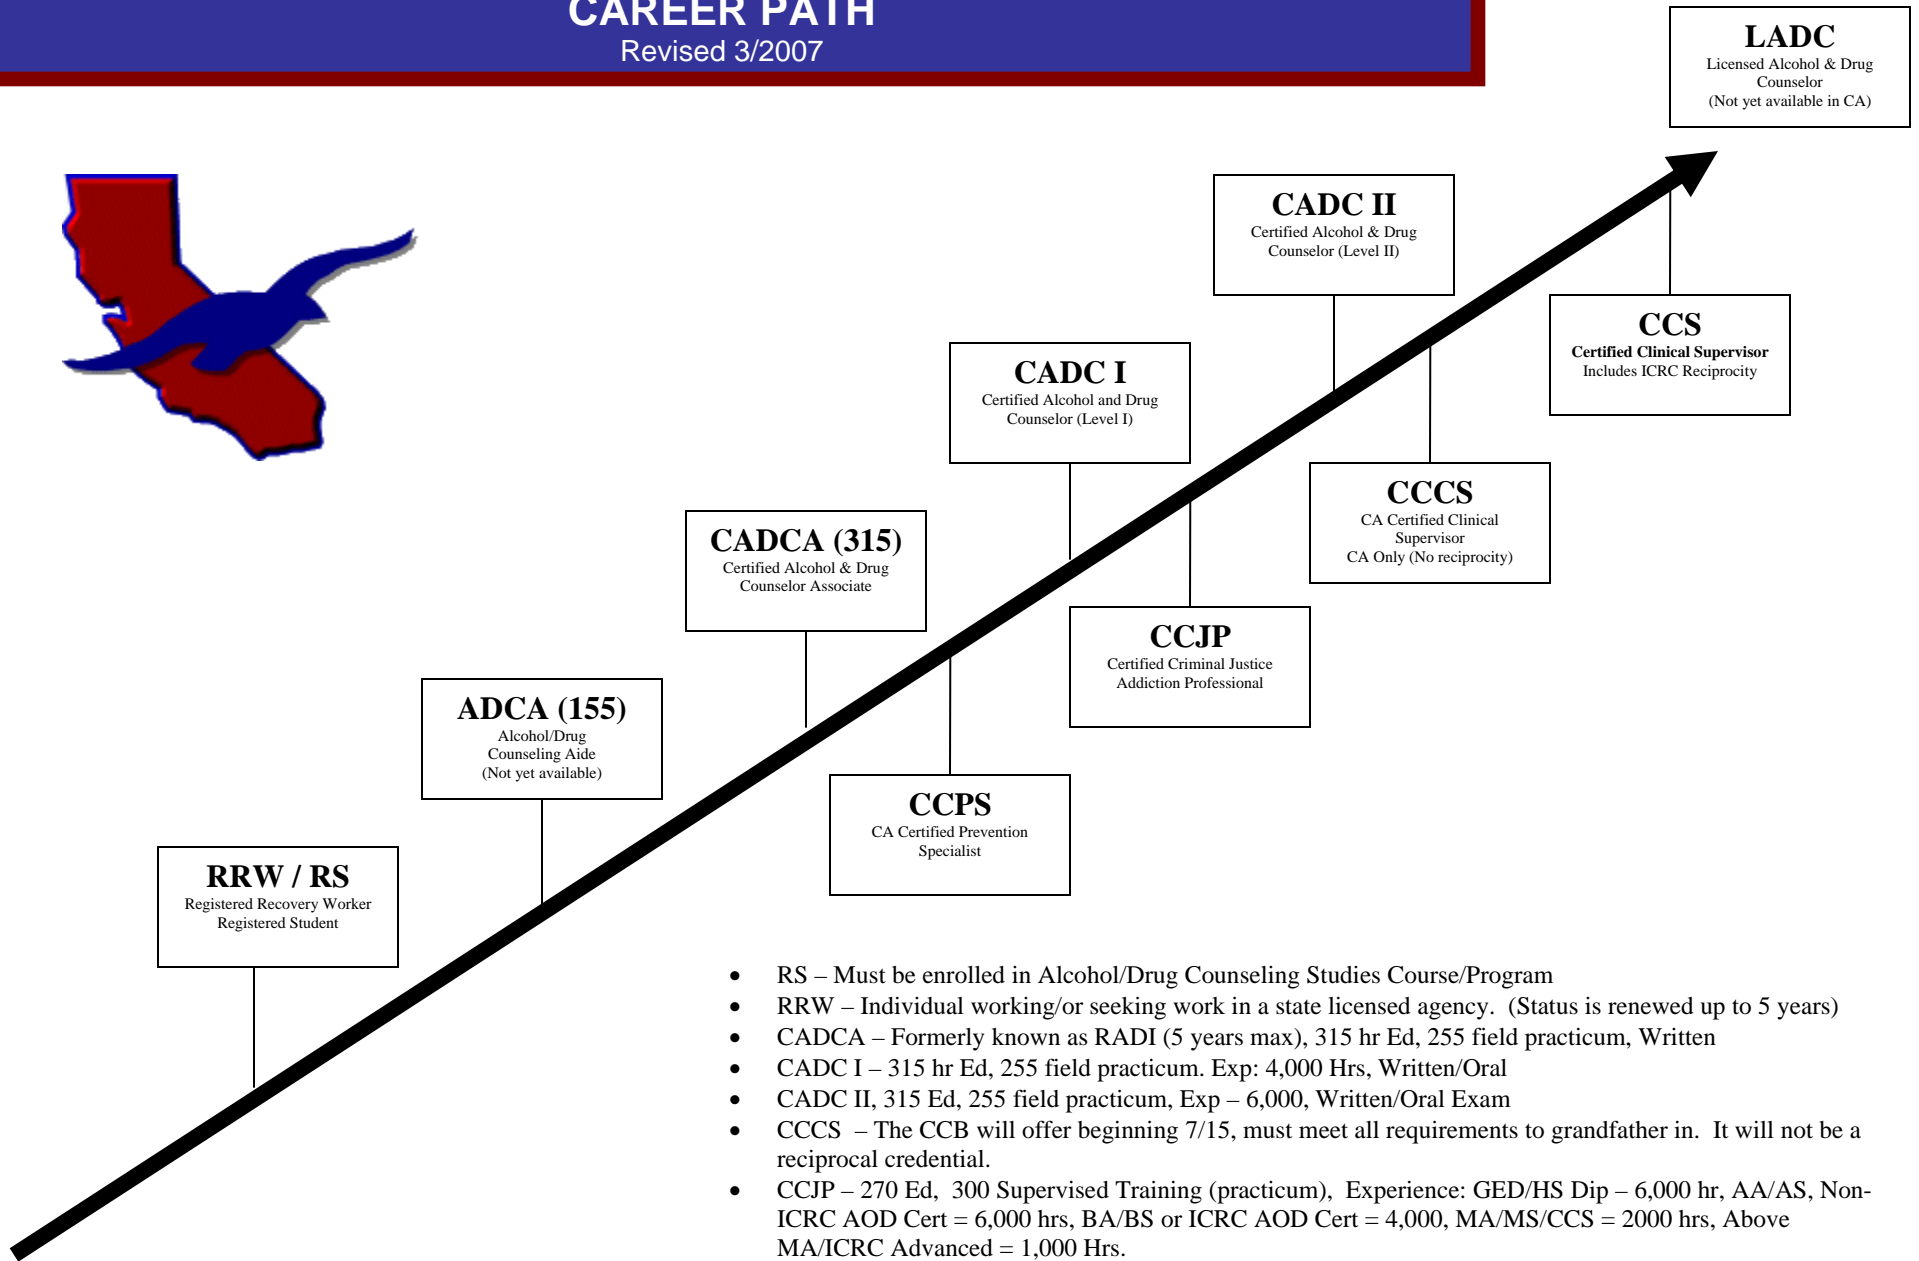 CAREER PATH
Revised 3/2007
LADC
Licensed Alcohol & Drug
Counselor
(Not yet available in CA)
CADC II
Certified Alcohol & Drug
Counselor (Level II)
CCS
Certified Clinical Supervisor
Includes ICRC Reciprocity
CADC I
Certified Alcohol and Drug
Counselor (Level I)
CCCS
CA Certified Clinical
Supervisor
CA Only (No reciprocity)
CADCA (315)
Certified Alcohol & Drug
Counselor Associate
CCJP
Certified Criminal Justice
Addiction Professional
ADCA (155)
Alcohol/Drug
Counseling Aide
(Not yet available)
CCPS
CA Certified Prevention
Specialist
RRW / RS
Registered Recovery Worker
Registered Student
• RS – Must be enrolled in Alcohol/Drug Counseling Studies Course/Program
• RRW – Individual working/or seeking work in a state licensed agency. (Status is renewed up to 5 years)
• CADCA – Formerly known as RADI (5 years max), 315 hr Ed, 255 field practicum, Written
• CADC I – 315 hr Ed, 255 field practicum. Exp: 4,000 Hrs, Written/Oral
• CADC II, 315 Ed, 255 field practicum, Exp – 6,000, Written/Oral Exam
• CCCS – The CCB will offer beginning 7/15, must meet all requirements to grandfather in. It will not be a
reciprocal credential.
• CCJP – 270 Ed, 300 Supervised Training (practicum), Experience: GED/HS Dip – 6,000 hr, AA/AS, Non-
ICRC AOD Cert = 6,000 hrs, BA/BS or ICRC AOD Cert = 4,000, MA/MS/CCS = 2000 hrs, Above
MA/ICRC Advanced = 1,000 Hrs.